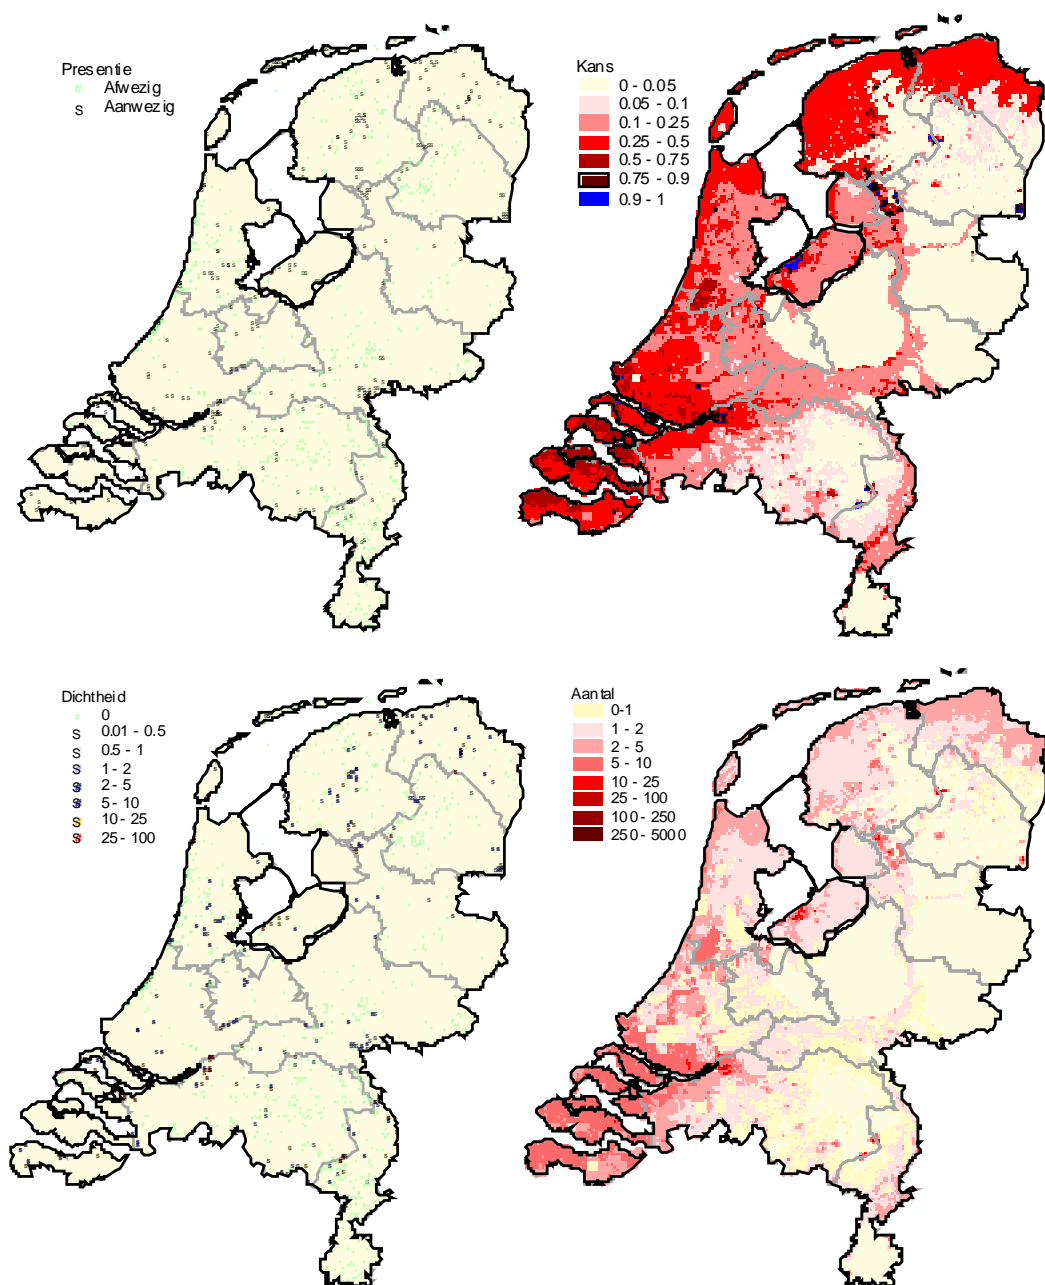 Presentie
# Afwezig
S Aanwezig
Kans
0 - 0.05
0.05 - 0.1
0.1 - 0.25
0.25 - 0.5
0.5 - 0.75
0.75 - 0.9
0.9 - 1
Dichtheid
# 0
S 0.01 - 0.5
S 0.5 - 1
S 1 - 2
S 2 - 5
S 5 - 10
S 10 - 25
S 25 - 100
Aantal
0-1
1 - 2
2 - 5
5 - 10
10 - 25
25 - 100
100 - 250
250 - 5000